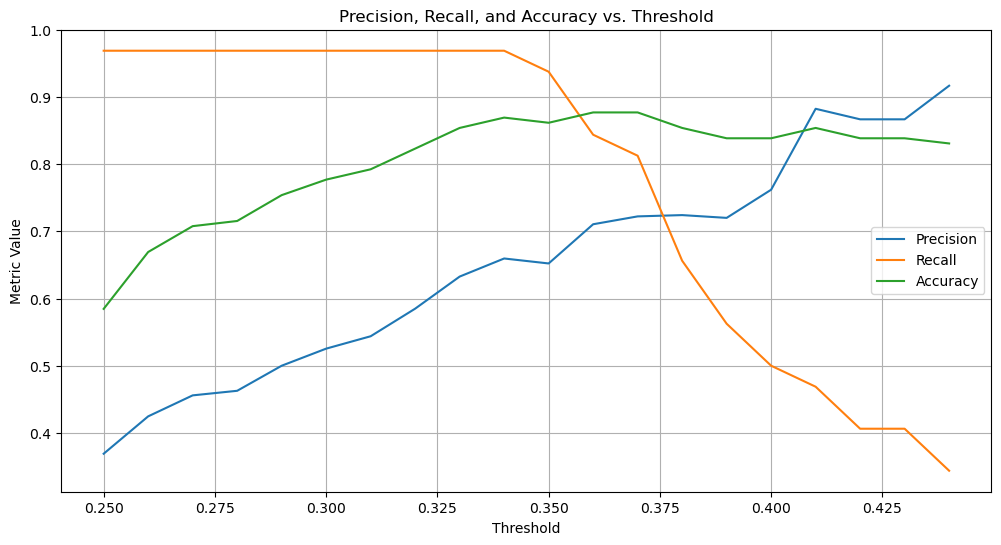 Precision, Recall, and Accuracy vs. Threshold
1.0
0.9
0.8
0.7
0.6
0.5
0.4
Metric Value
Precision
Recall
Accuracy
0.250 0.275 0.300 0.325 0.350 0.375 0.400 0.425
Threshold